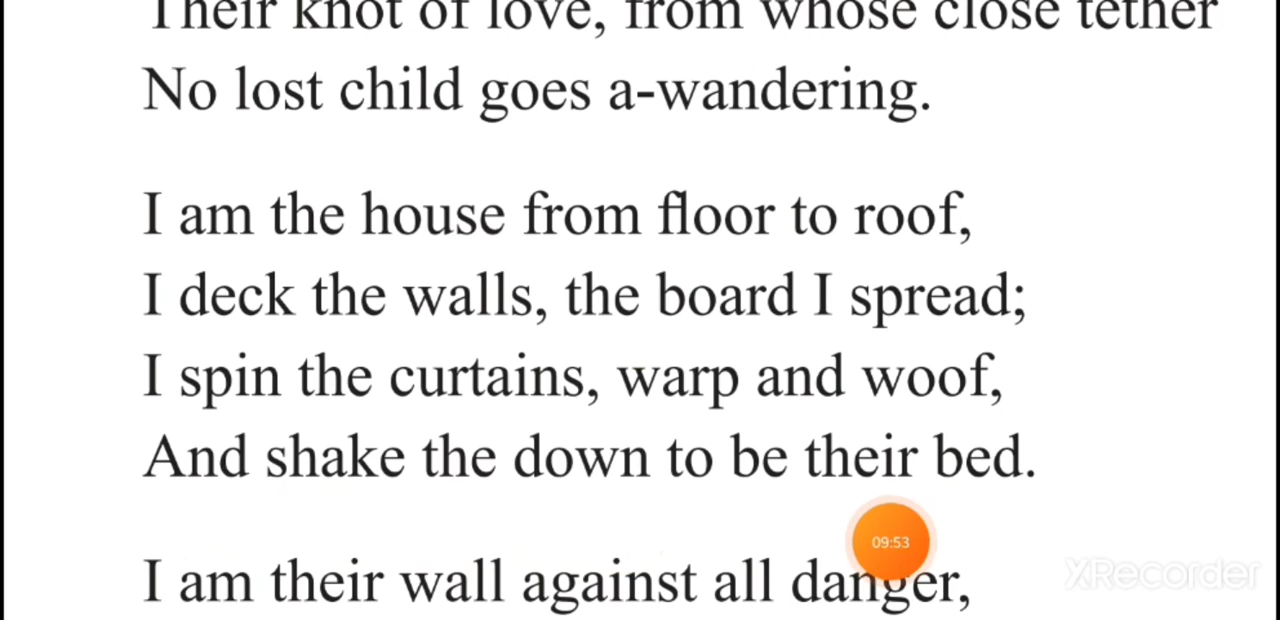 Their knot of love, from whose close tether
No lost child goes a-wandering.
I am the house from floor to roof,
I deck the walls, the board I spread;
I spin the curtains, warp and woof,
And shake the down to be their bed.
09:53
I am their wall against all danger,
XRecorder